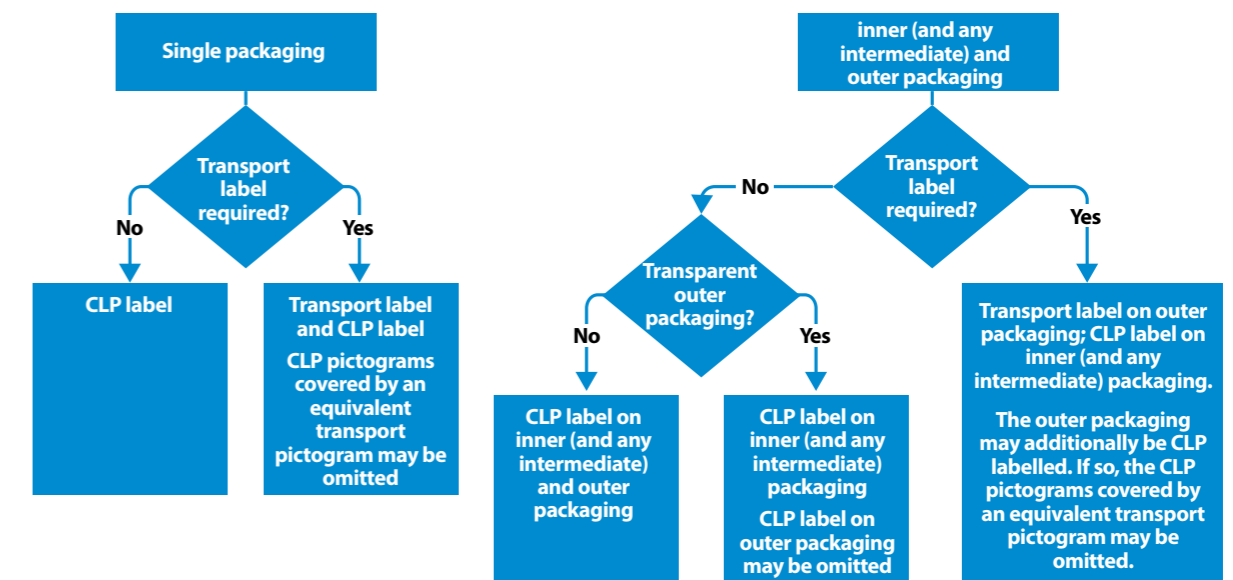 Single packaging
Transport
label
required?
No
Yes
CLP label
Transport label
and CLP label
CLP pictograms
covered by an
equivalent
transport
pictogram may be
omitted
inner (and any
intermediate) and
outer packaging
Transport
label
required?
No
Yes
Transparent
outer
packaging?
No
Yes
CLP label on
inner (and any
intermediate)
and outer
packaging
CLP label on
inner (and any
intermediate)
packaging
CLP label on
outer packaging
may be omitted
Transport label on outer
packaging; CLP label on
inner (and any
intermediate) packaging.
The outer packaging
may additionally be CLP
labelled. If so, the CLP
pictograms covered by
an equivalent transport
pictogram may be
omitted.